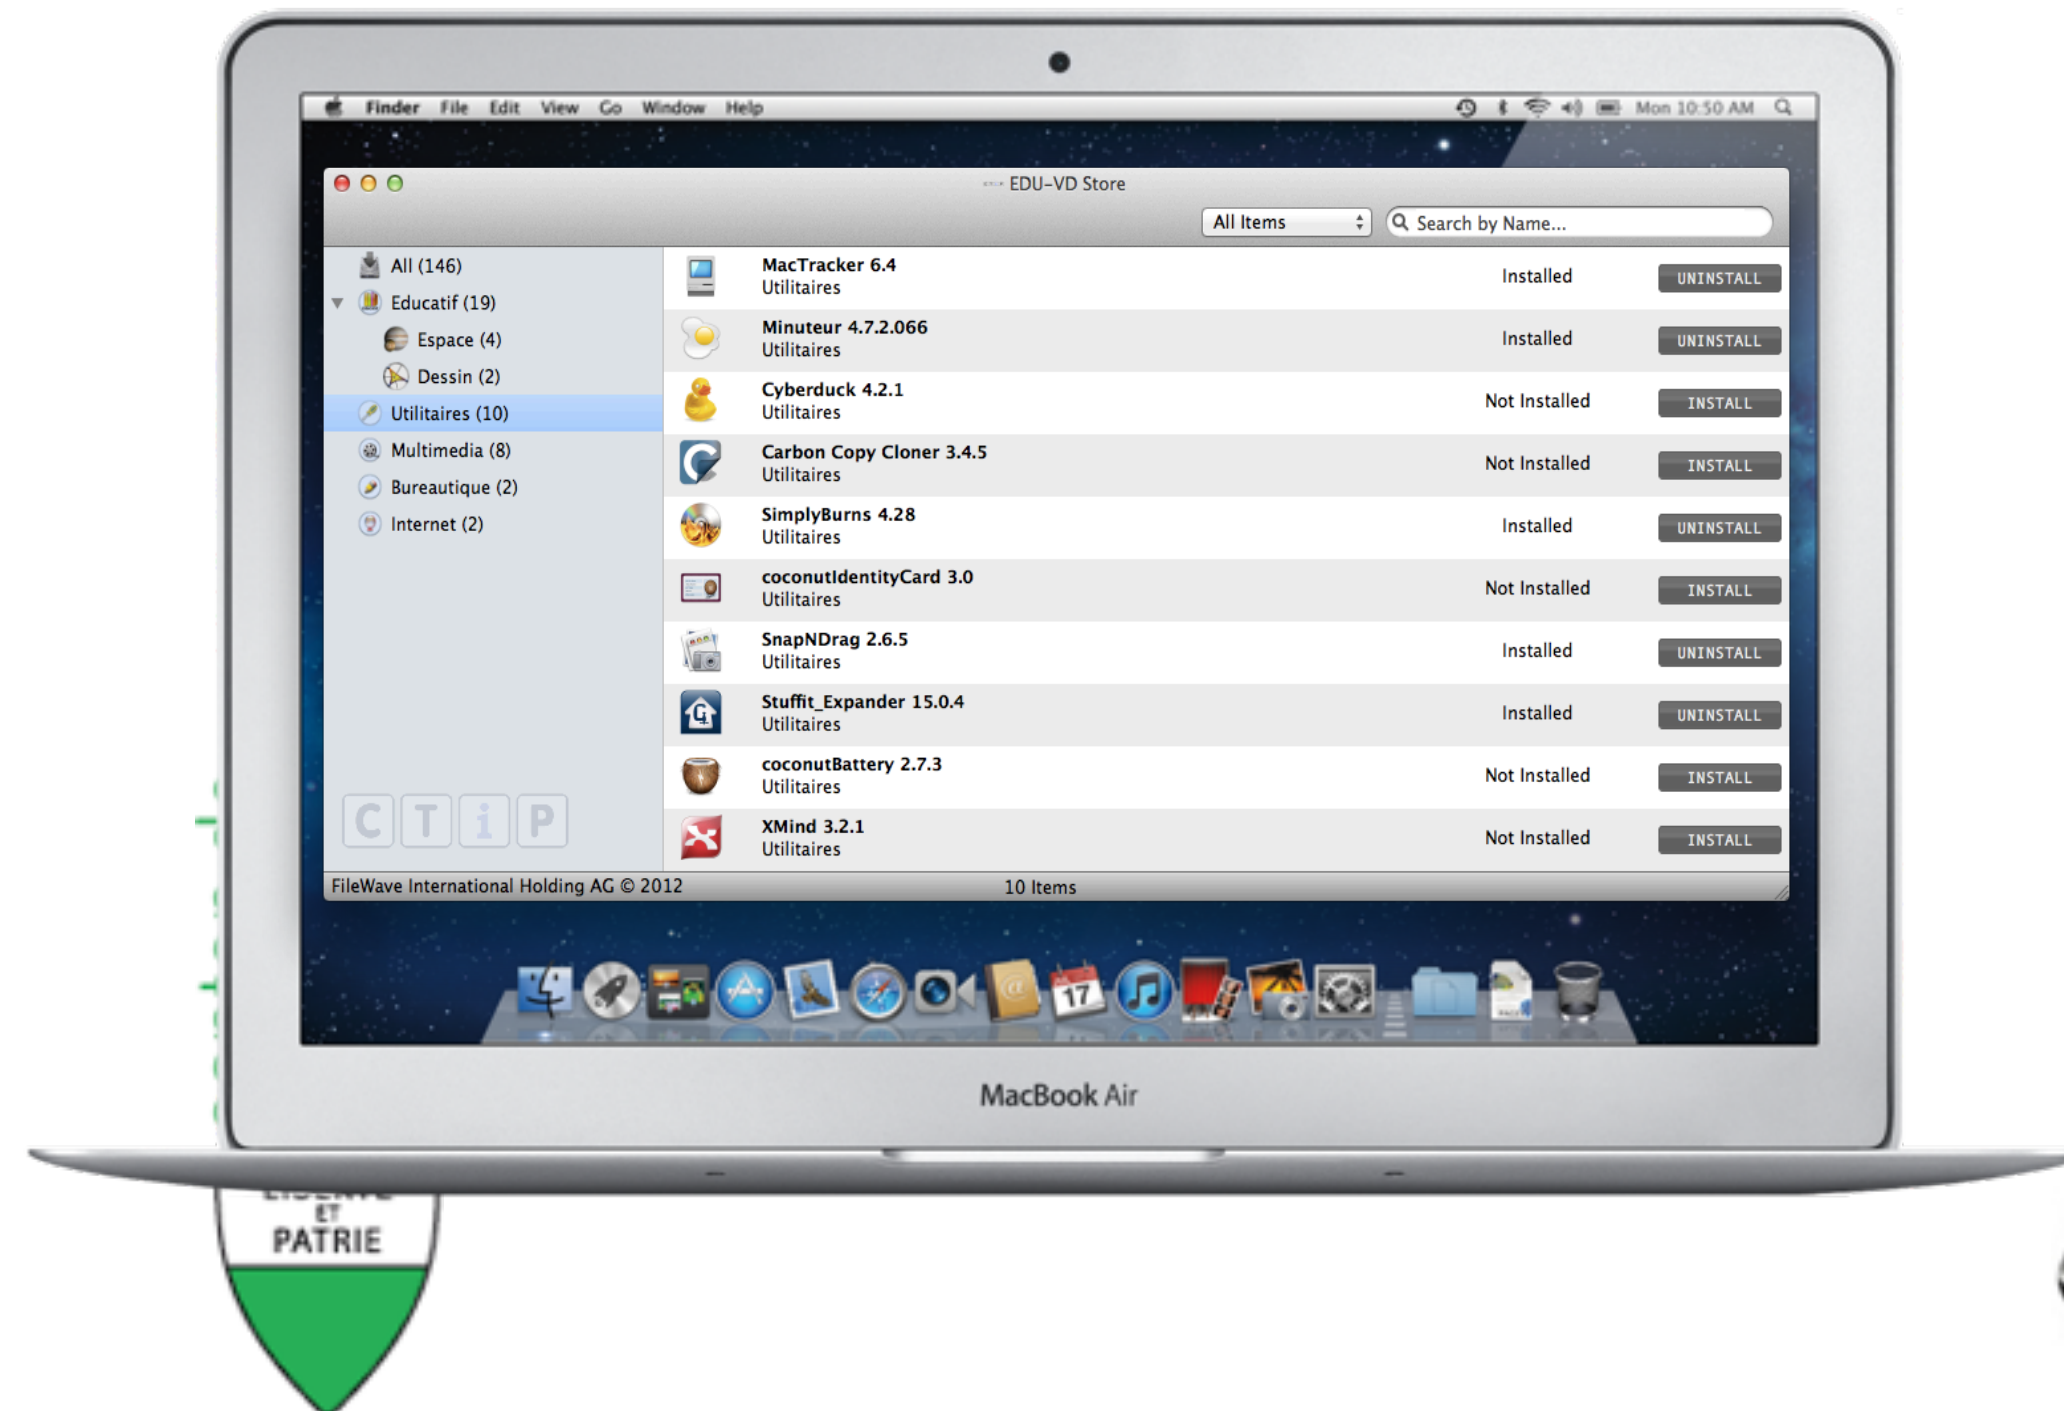 Finder File Edit View Go Window Help Mon 10:50 AM
EDU-VD Store
All Items Search by Name...
All (146)
Educatif (19)
Espace (4)
Dessin (2)
Utilitaires (10)
Multimedia (8)
Bureautique (2)
Internet (2)
CTiP
MacTracker 6.4
Utilitaires
Installed UNINSTALL
Minuteur 4.7.2.066
Utilitaires
Installed UNINSTALL
Cyberduck 4.2.1
Utilitaires
Not Installed INSTALL
Carbon Copy Cloner 3.4.5
Utilitaires
Not Installed INSTALL
SimplyBurns 4.28
Utilitaires
Installed UNINSTALL
coconutIdentityCard 3.0
Utilitaires
Not Installed INSTALL
SnapNDrag 2.6.5
Utilitaires
Installed UNINSTALL
Stuffit_Expander 15.0.4
Utilitaires
Installed UNINSTALL
coconutBattery 2.7.3
Utilitaires
Not Installed INSTALL
XMind 3.2.1
Utilitaires
Not Installed INSTALL
FileWave International Holding AG © 2012 10 Items
17
MacBook Air
ET
PATRIE